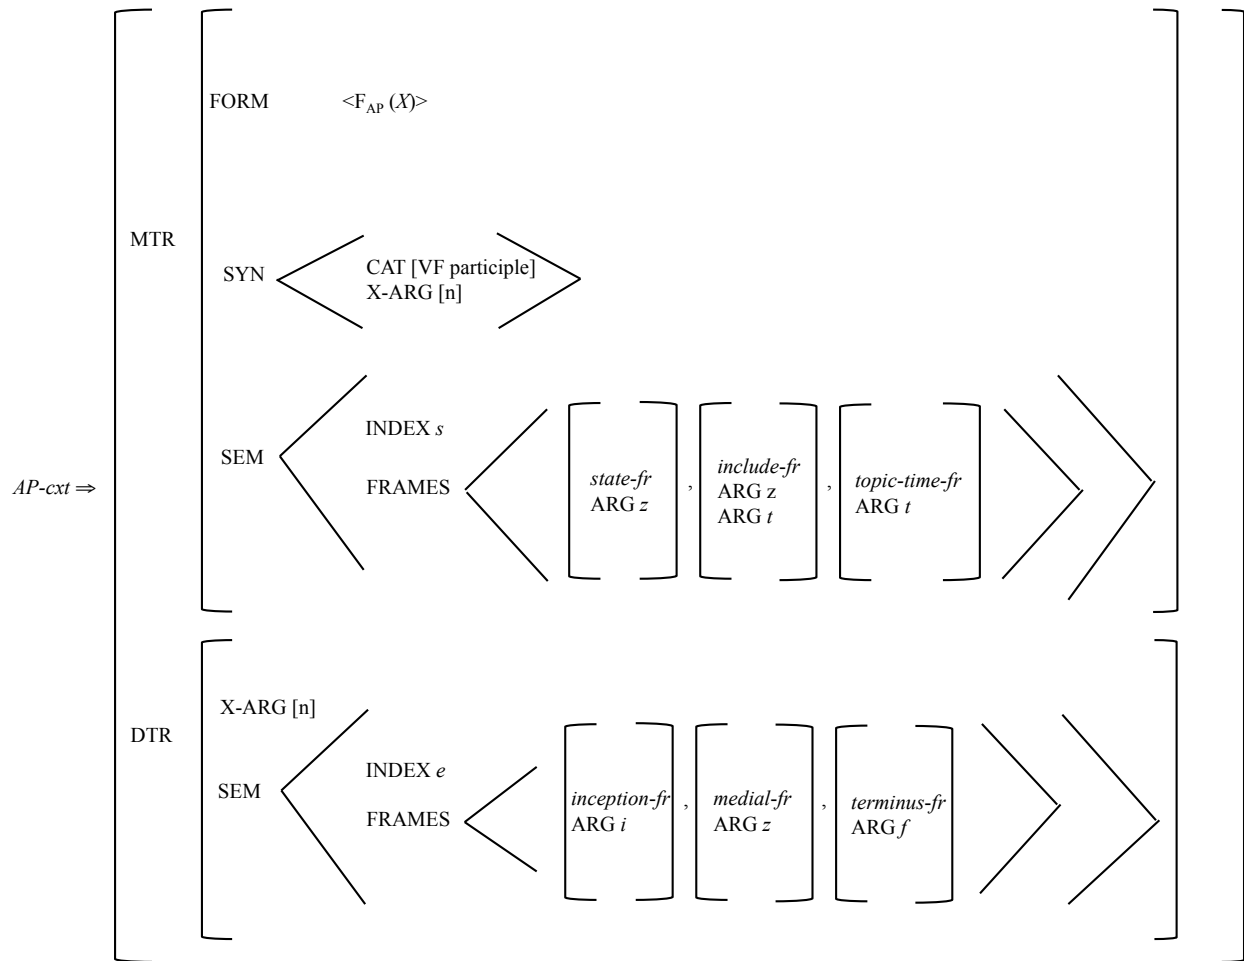 FORM <F_AP (X)>
MTR
SYN
CAT [VF participle]
X-ARG [n]
AP-cxt ⇒
SEM
INDEX s
FRAMES
state-fr
ARG z
,
include-fr
ARG z
ARG t
,
topic-time-fr
ARG t
DTR
X-ARG [n]
SEM
INDEX e
FRAMES
inception-fr
ARG i
,
medial-fr
ARG z
,
terminus-fr
ARG f